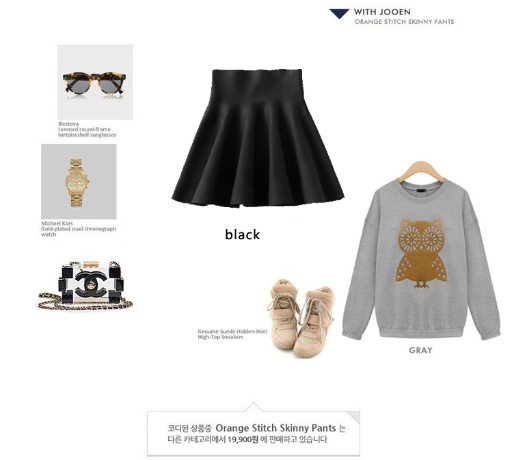 WITH JOOEN
ORANGE STITCH SKINNY PANTS
Illesteva
Leonard round-frame
tortoiseshell sunglasses
Michael Kors
Gold-plated steel chronograph
watch
black
Genuine-Suede Hidden-Heel
High-Top Sneakers
GRAY
코디된 상품중 Orange Stitch Skinny Pants 는
다른 카테고리에서 19,900원 에 판매하고 있습니다